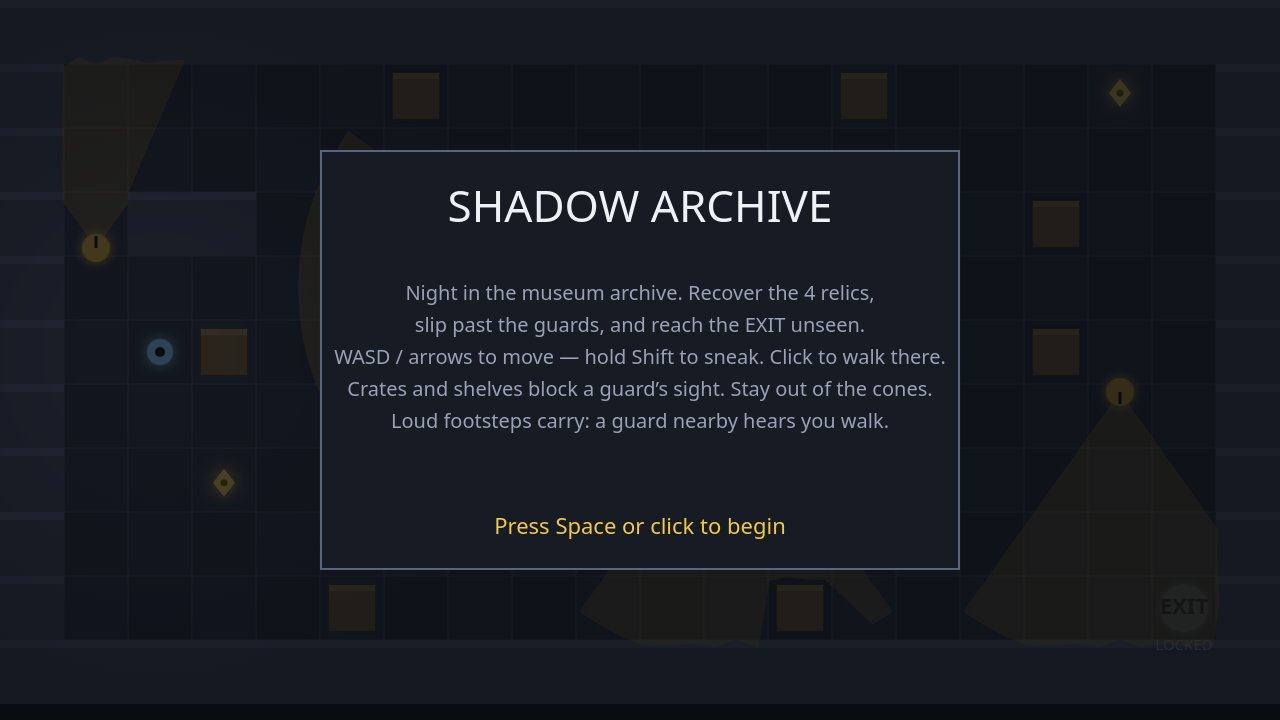 SHADOW ARCHIVE
Night in the museum archive. Recover the 4 relics,
slip past the guards, and reach the EXIT unseen.
WASD / arrows to move — hold Shift to sneak. Click to walk there.
Crates and shelves block a guard’s sight. Stay out of the cones.
Loud footsteps carry: a guard nearby hears you walk.
Press Space or click to begin
EXIT
LOCKED